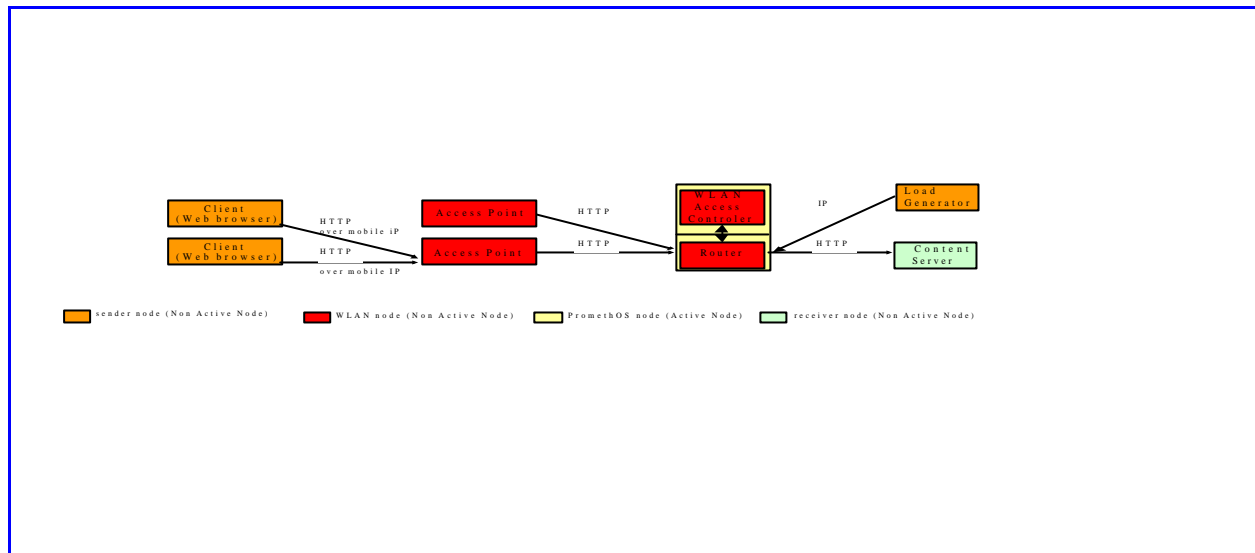 Client
(Web browser)
HTTP
over mobile iP
Client
(Web browser)
HTTP
over mobile IP
Access Point
Access Point
HTTP
HTTP
WLAN
Access
Controler
Router
IP
HTTP
Load
Generator
Content
Server
sender node (Non Active Node)
WLAN node (Non Active Node)
PromethOS node (Active Node)
receiver node (Non Active Node)